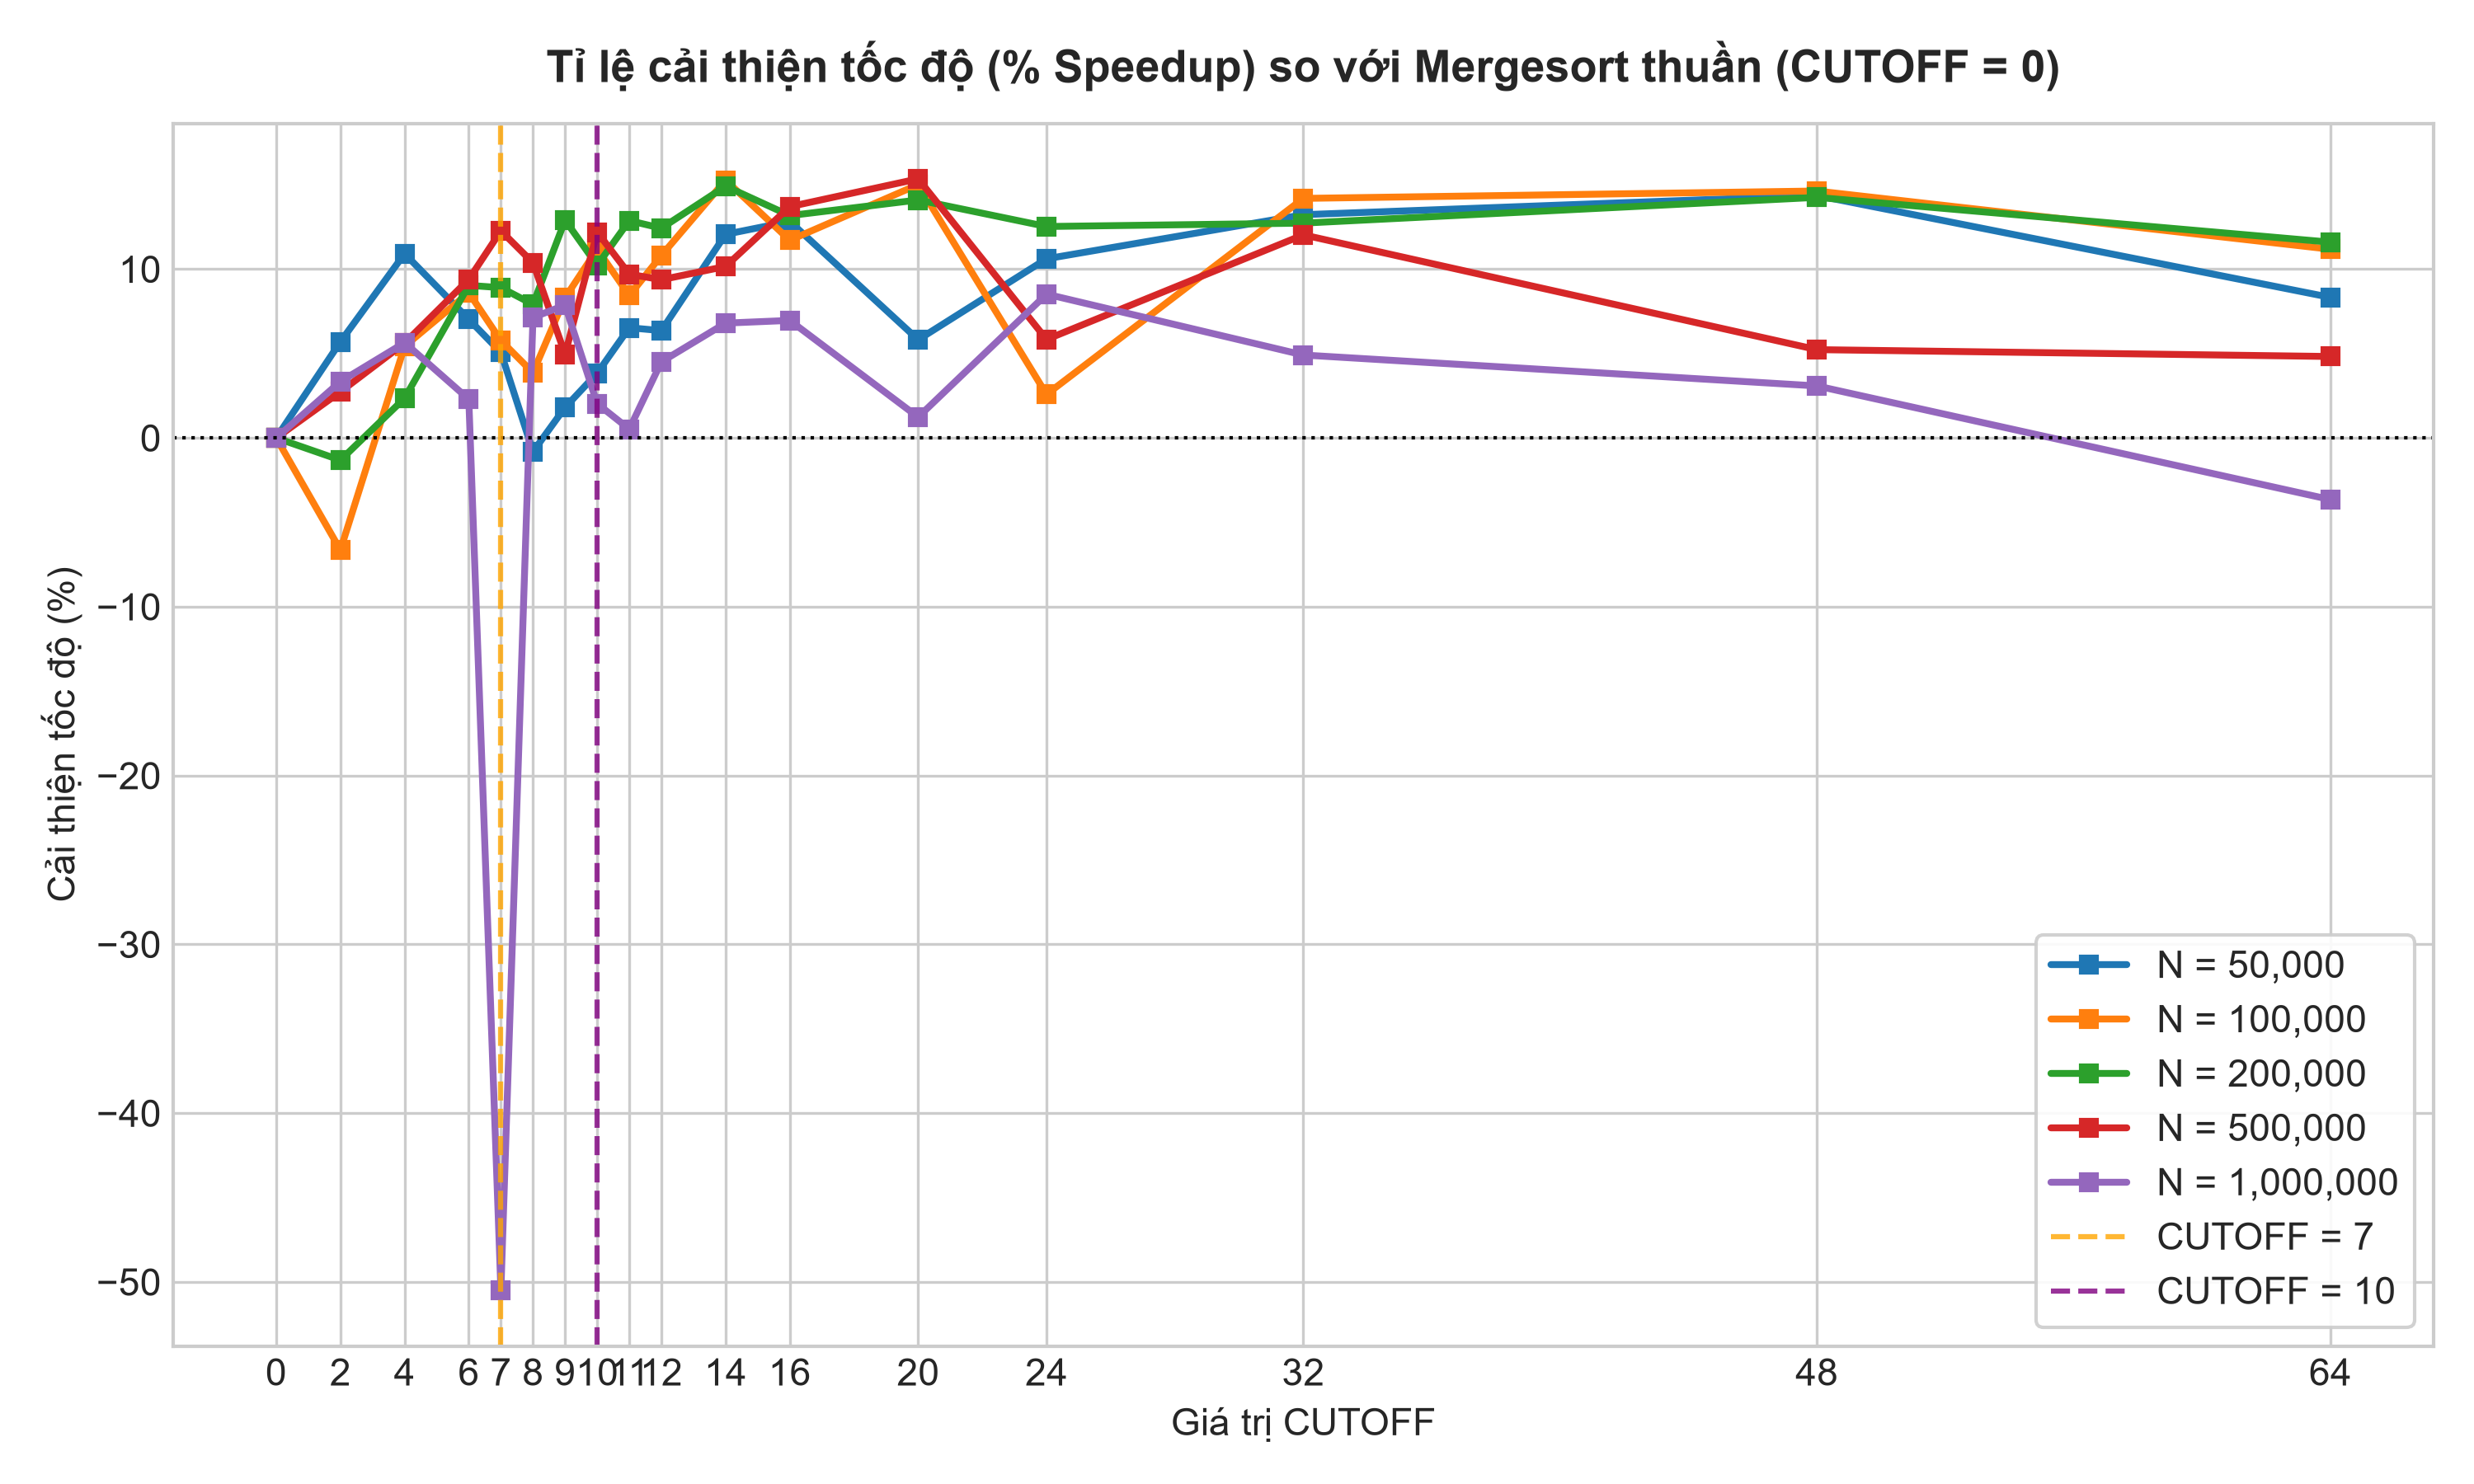 Tỉ lệ cải thiện tốc độ (% Speedup) so với Mergesort thuần (CUTOFF = 0)
Cải thiện tốc độ (%)
10
0
−10
−20
−30
−40
−50
0 2 4 6 7 8 9 10 11 12 14 16 20 24 32 48 64
Giá trị CUTOFF
N = 50,000
N = 100,000
N = 200,000
N = 500,000
N = 1,000,000
CUTOFF = 7
CUTOFF = 10